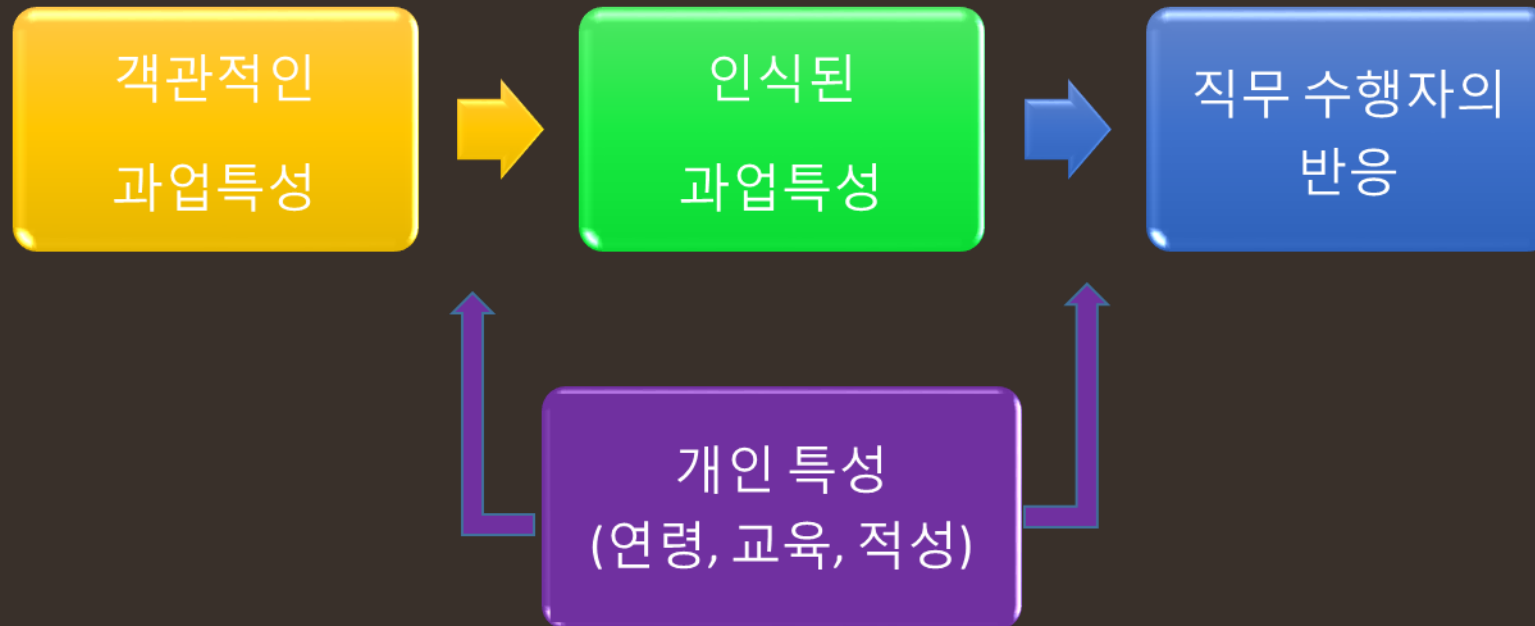 객관적인
과업특성
인식된
과업특성
직무 수행자의
반응
개인 특성
(연령, 교육, 적성)